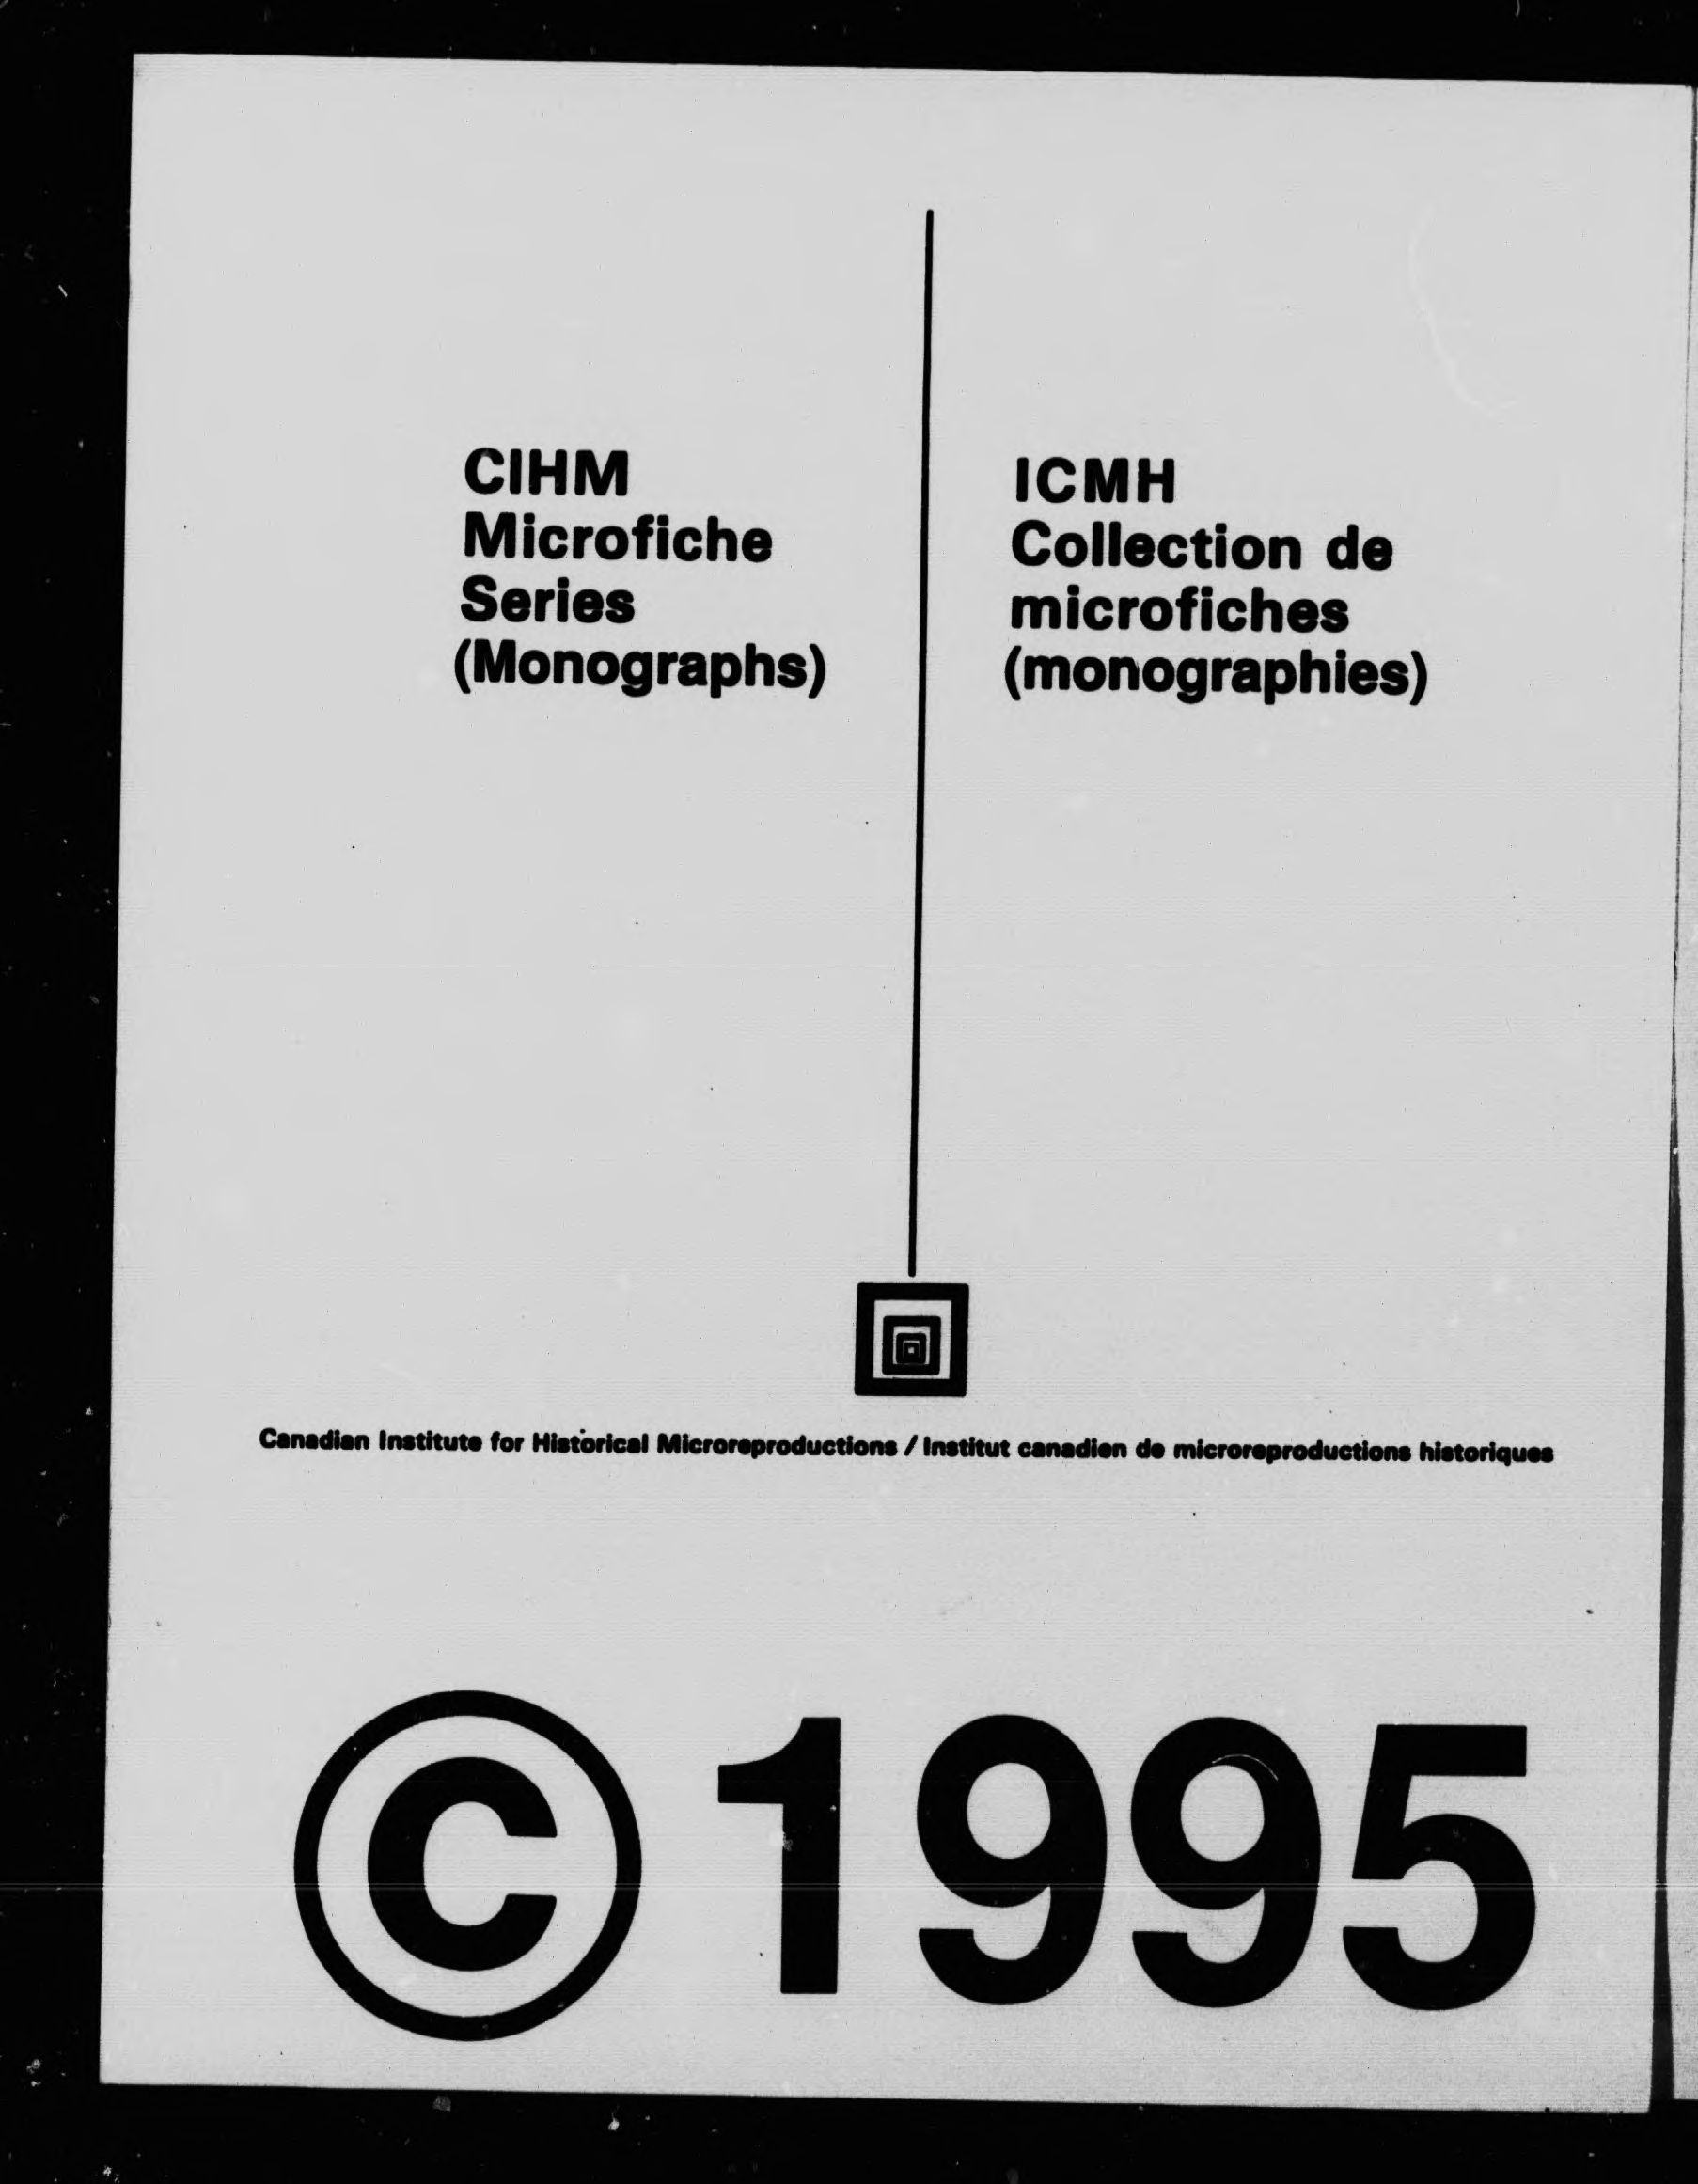 CIHM
Microfiche
Series
(Monographs)
ICMH
Collection de
microfiches
(monographies)
Canadian Institute for Historical Microreproductions / Institut canadien de microreproductions historiques
© 1995